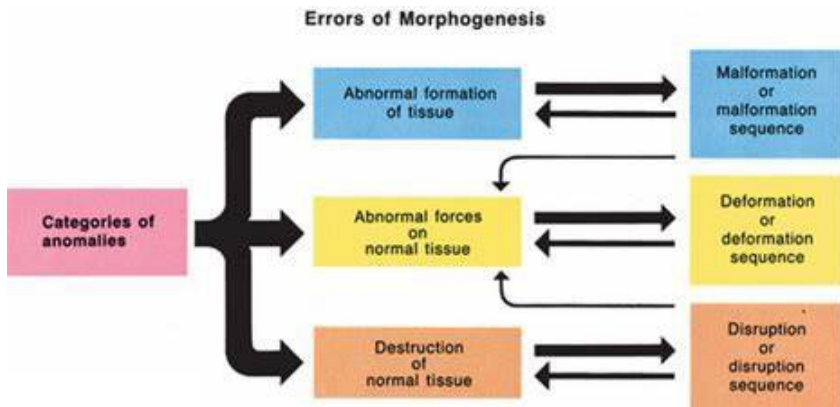 Errors of Morphogenesis
Categories of
anomalies
Abnormal formation
of tissue
Malformation
or
malformation
sequence
Abnormal forces
on
normal tissue
Deformation
or
deformation
sequence
Destruction
of
normal tissue
Disruption
or
disruption
sequence